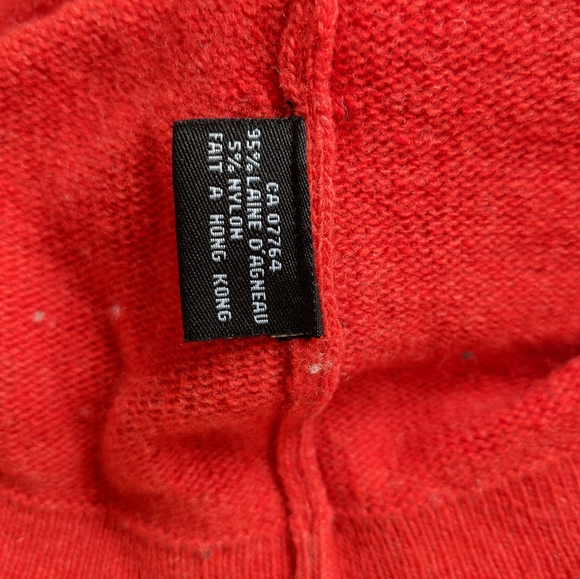 CA 07764
95% LAINE D'AGNEAU
5% NYLON
FAIT A HONG KONG